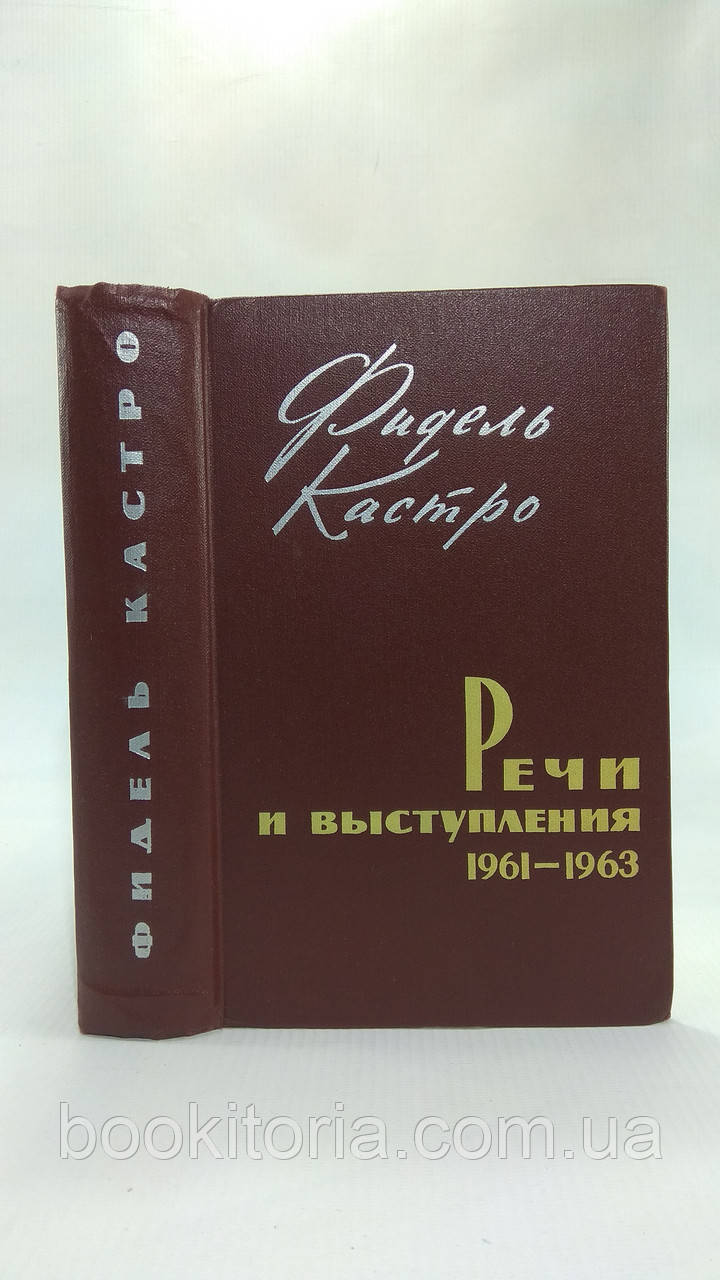 ФИДЕЛЬ КАСТРО
Фидель
Кастро
РЕЧИ
И ВЫСТУПЛЕНИЯ
1961—1963
bookitoria.com.ua